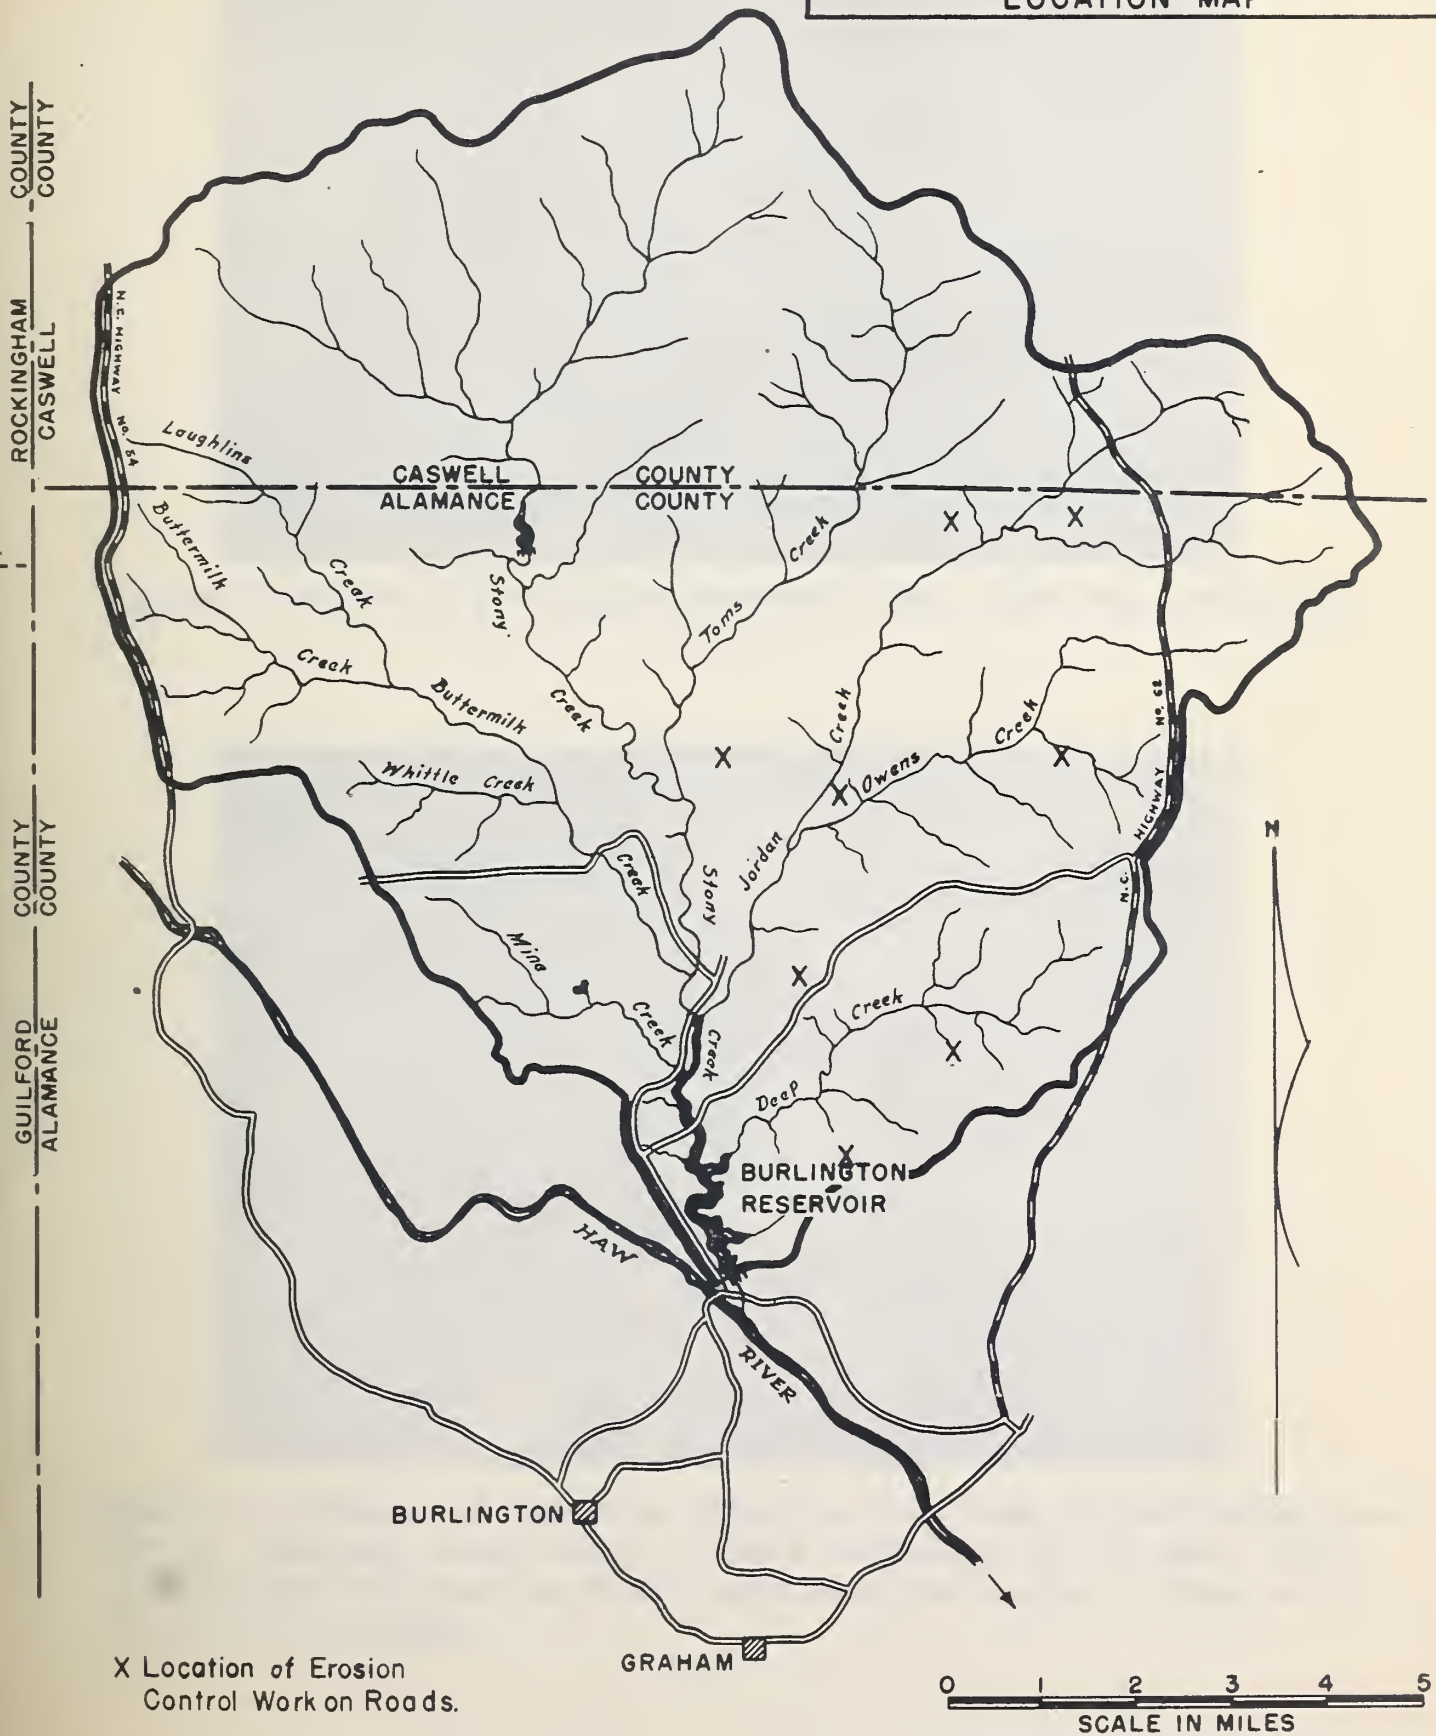 LOCATION MAP
COUNTY
COUNTY
ROCKINGHAM
CASWELL
N.C. HIGHWAY No. 54
Laughlins
Creek
CASWELL COUNTY
ALAMANCE COUNTY
Buttermilk
Creek
Buttermilk
Creek
Stony
Creek
Toms
Creek
Whittle Creek
Stony
Creek
Jordan
Creek
Owens
Creek
N.C. HIGHWAY No. 62
N
COUNTY
COUNTY
GUILFORD
ALAMANCE
Mine
Creek
Deep
Creek
X
X
X
X
X
X
X
X
BURLINGTON
RESERVOIR
HAW
RIVER
BURLINGTON
GRAHAM
X Location of Erosion
Control Work on Roads.
0 1 2 3 4 5
SCALE IN MILES